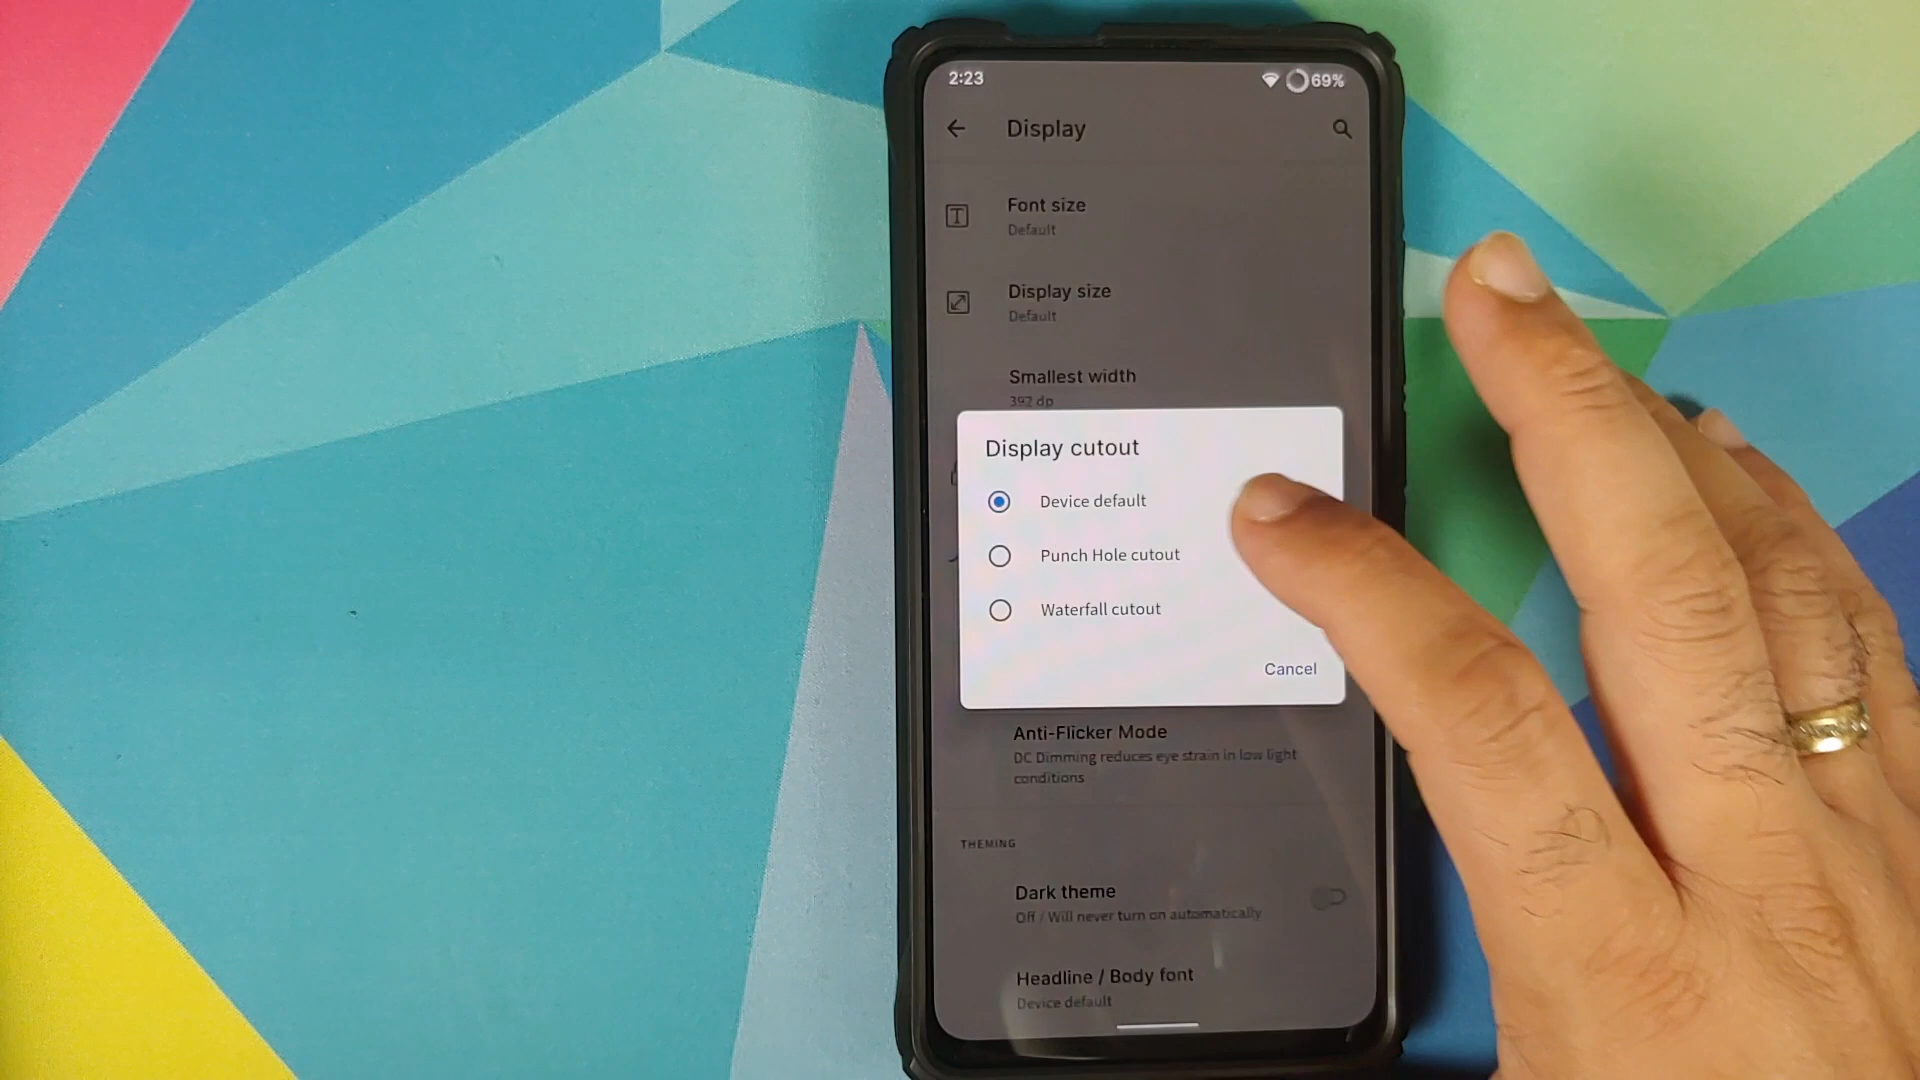 2:23
69%
Display
Font size
Default
Display size
Default
Smallest width
392 dp
Display cutout
Device default
Punch Hole cutout
Waterfall cutout
Cancel
Anti-Flicker Mode
DC Dimming reduces eye strain in low light
conditions
THEMING
Dark theme
Off / Will never turn on automatically
Headline / Body font
Device default